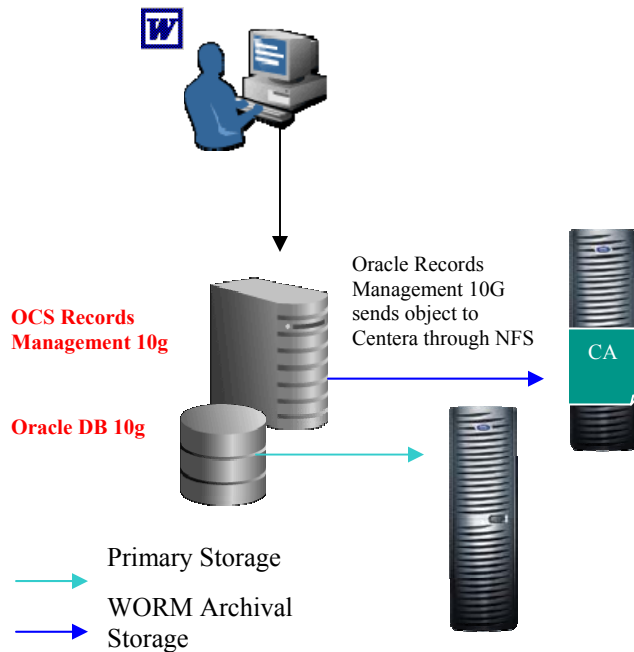 W
Oracle Records
Management 10G
sends object to
Centera through NFS
OCS Records
Management 10g
CA
Oracle DB 10g
Primary Storage
WORM Archival
Storage